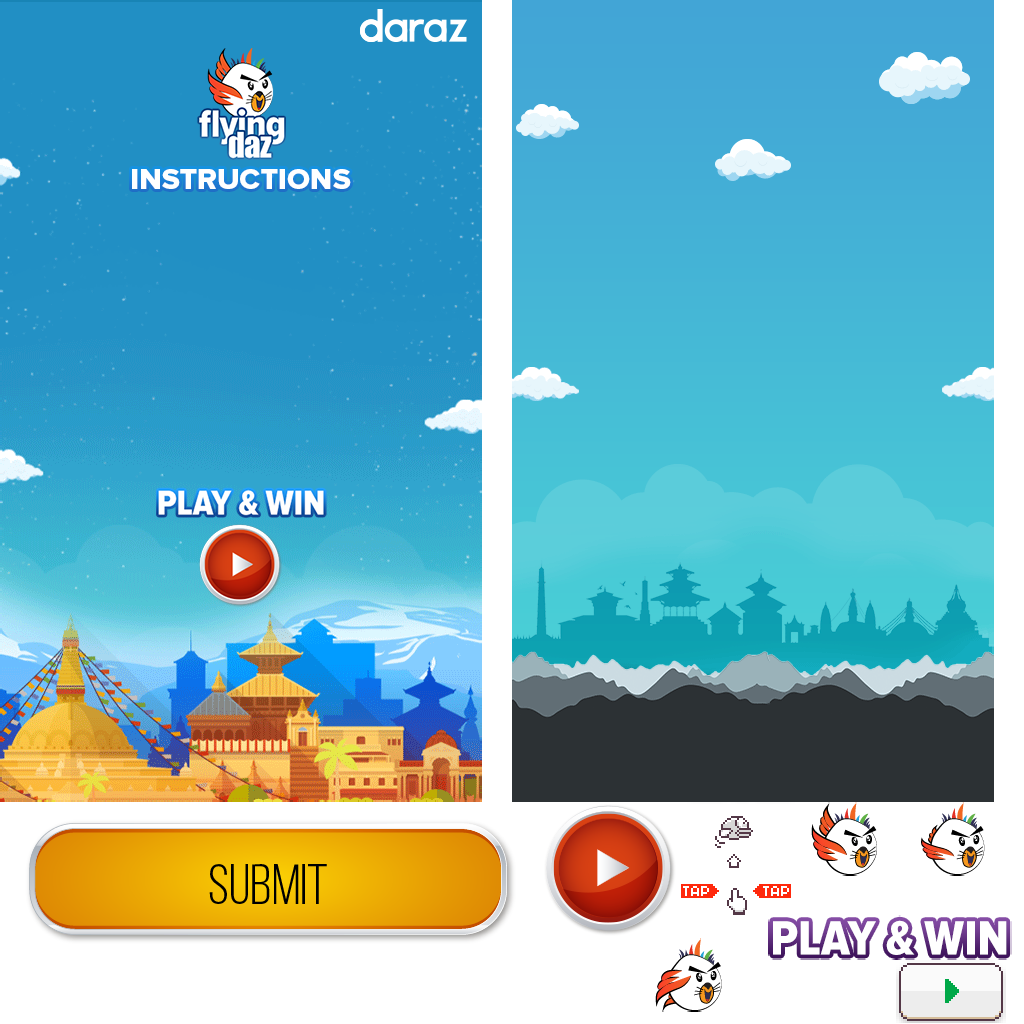 daraz
flying
daz
INSTRUCTIONS
PLAY & WIN
SUBMIT
TAP
TAP
PLAY & WIN